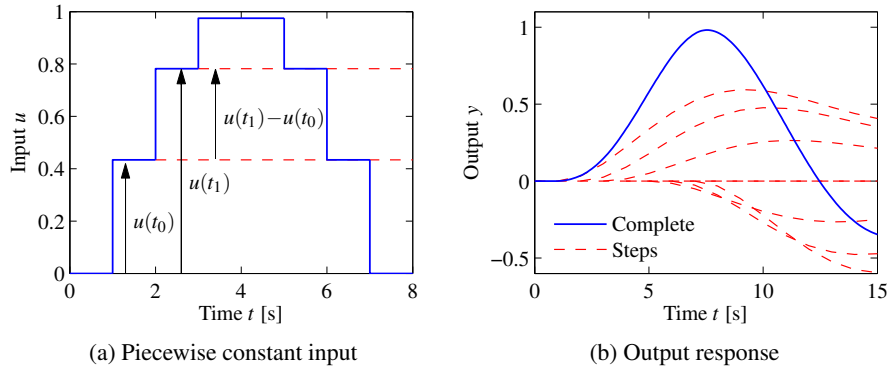 1
0.8
0.6
0.4
0.2
0
Input u
u(t₁)−u(t₀)
u(t₁)
u(t₀)
0 2 4 6 8
Time t [s]
(a) Piecewise constant input
1
0.5
0
−0.5
Output y
Complete
Steps
0 5 10 15
Time t [s]
(b) Output response